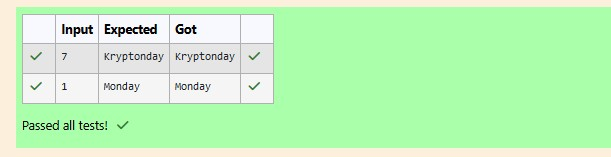 Input Expected Got
7 Kryptonday Kryptonday
1 Monday Monday
Passed all tests!